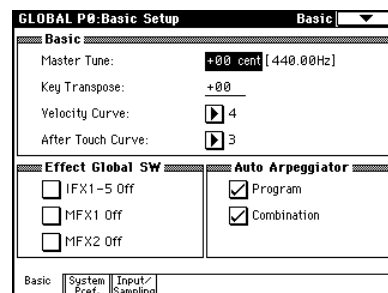 GLOBAL P0:Basic Setup Basic
Basic
Master Tune: +00 cent [440.00Hz]
Key Transpose: +00
Velocity Curve: 4
After Touch Curve: 3
Effect Global SW
IFX1-5 Off
MFX1 Off
MFX2 Off
Auto Arpeggiator
Program
Combination
Basic
System Pref.
Input/ Sampling